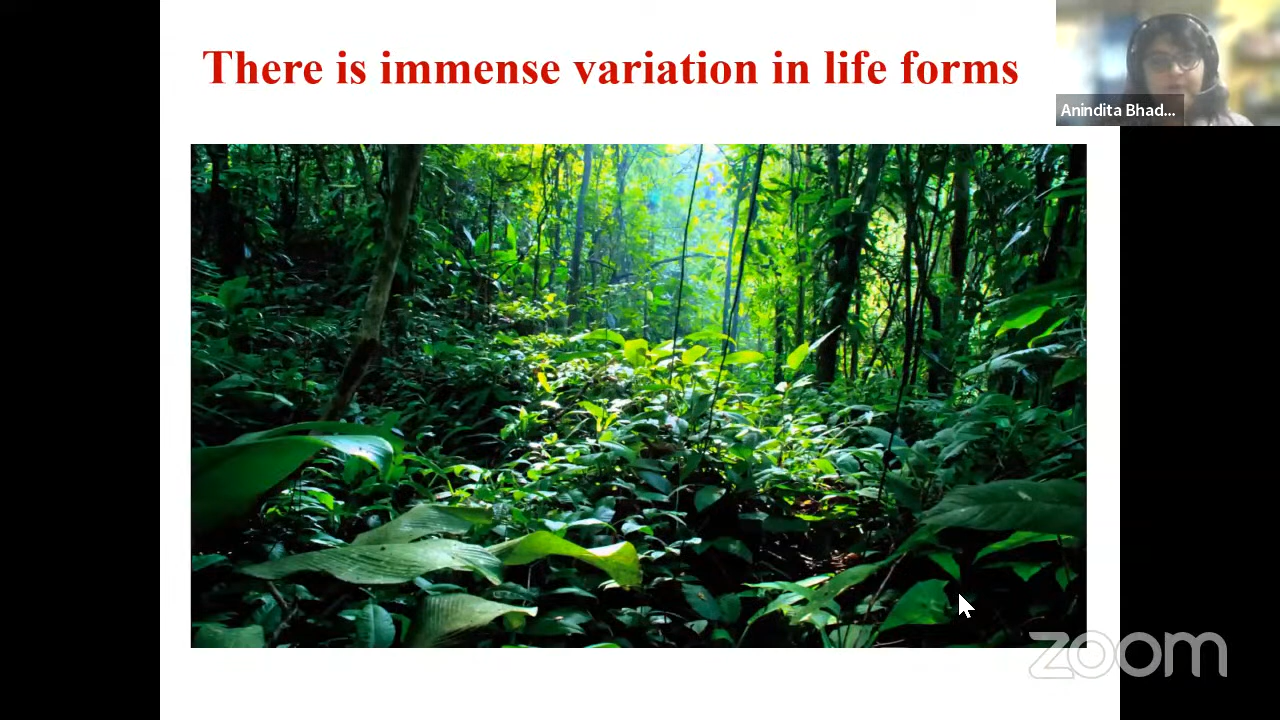 There is immense variation in life forms
Anindita Bhad...
zoom